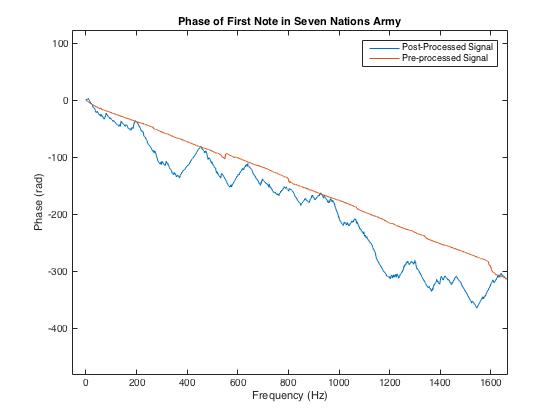 Phase of First Note in Seven Nations Army
100
0
-100
-200
-300
-400
Phase (rad)
Post-Processed Signal
Pre-processed Signal
0 200 400 600 800 1000 1200 1400 1600
Frequency (Hz)